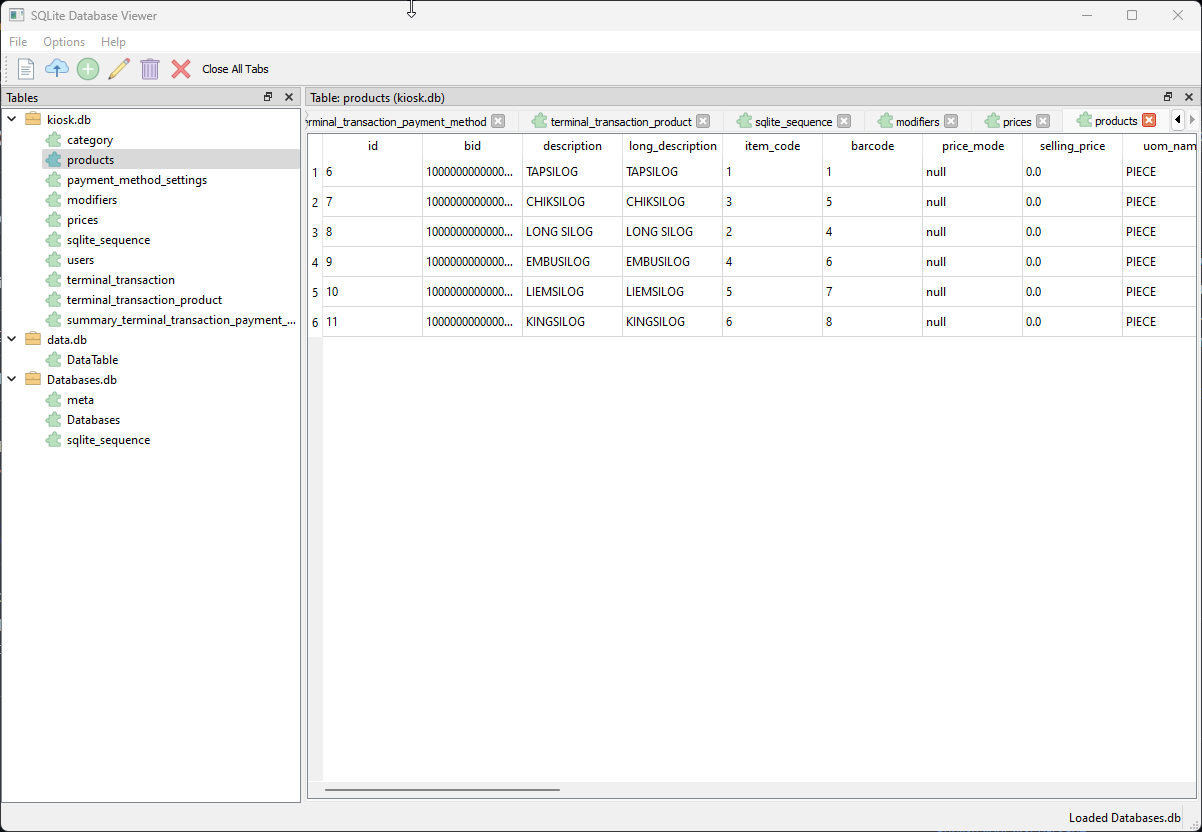 SQLite Database Viewer
File Options Help
Close All Tabs
Tables
kiosk.db
category
products
payment_method_settings
modifiers
prices
sqlite_sequence
users
terminal_transaction
terminal_transaction_product
summary_terminal_transaction_payment_...
data.db
DataTable
Databases.db
meta
Databases
sqlite_sequence
Table: products (kiosk.db)
rminal_transaction_payment_method terminal_transaction_product sqlite_sequence modifiers prices products
id bid description long_description item_code barcode price_mode selling_price uom_nam
1 6 1000000000000... TAPSILOG TAPSILOG 1 1 null 0.0 PIECE
2 7 1000000000000... CHIKSILOG CHIKSILOG 3 5 null 0.0 PIECE
3 8 1000000000000... LONG SILOG LONG SILOG 2 4 null 0.0 PIECE
4 9 1000000000000... EMBUSILOG EMBUSILOG 4 6 null 0.0 PIECE
5 10 1000000000000... LIEMSILOG LIEMSILOG 5 7 null 0.0 PIECE
6 11 1000000000000... KINGSILOG KINGSILOG 6 8 null 0.0 PIECE
Loaded Databases.db